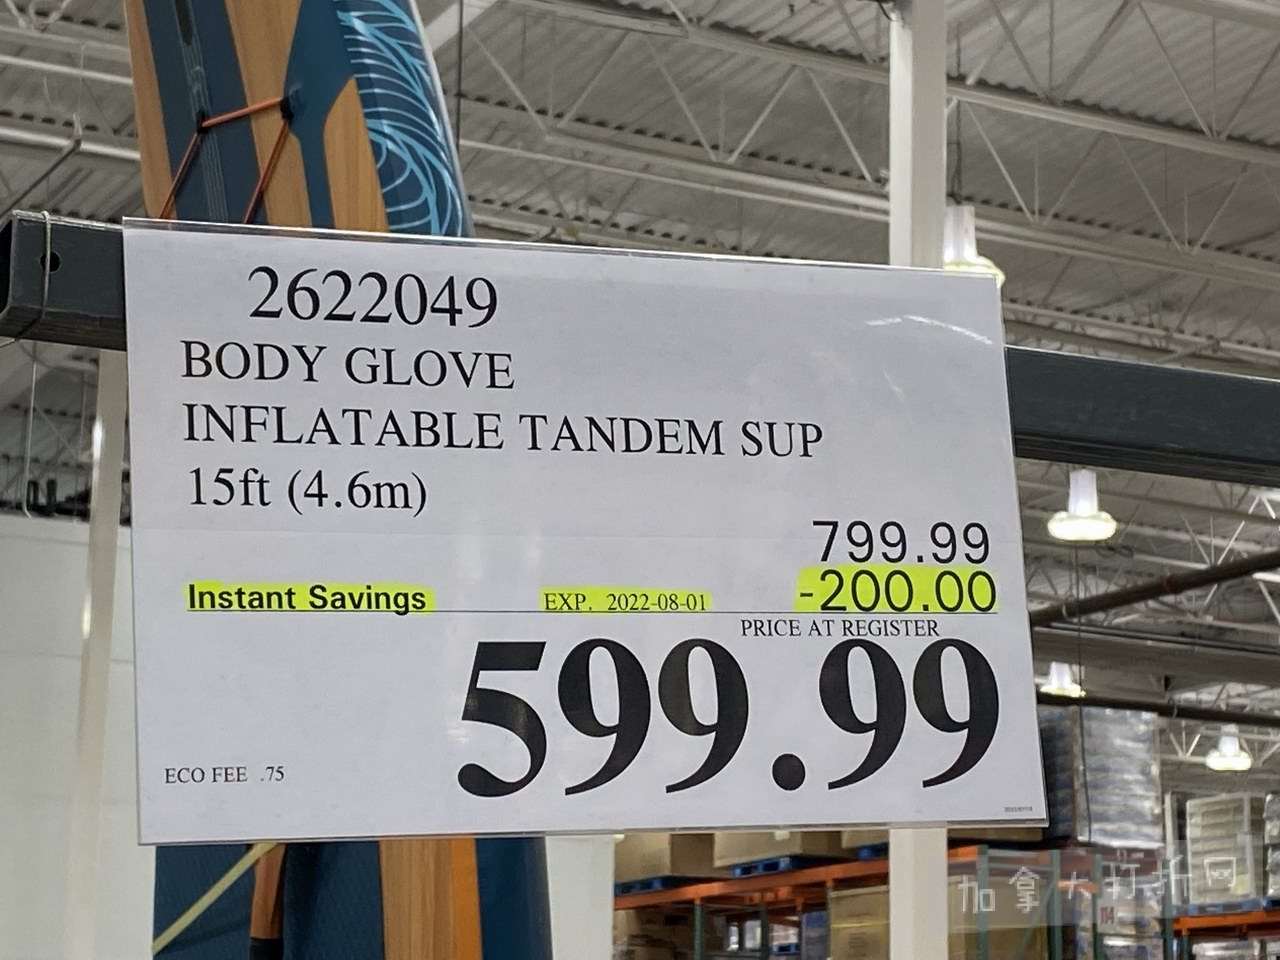 2622049
BODY GLOVE
INFLATABLE TANDEM SUP
15ft (4.6m)
799.99
Instant Savings EXP. 2022-08-01 -200.00
PRICE AT REGISTER
599.99
ECO FEE .75
加拿大打折网